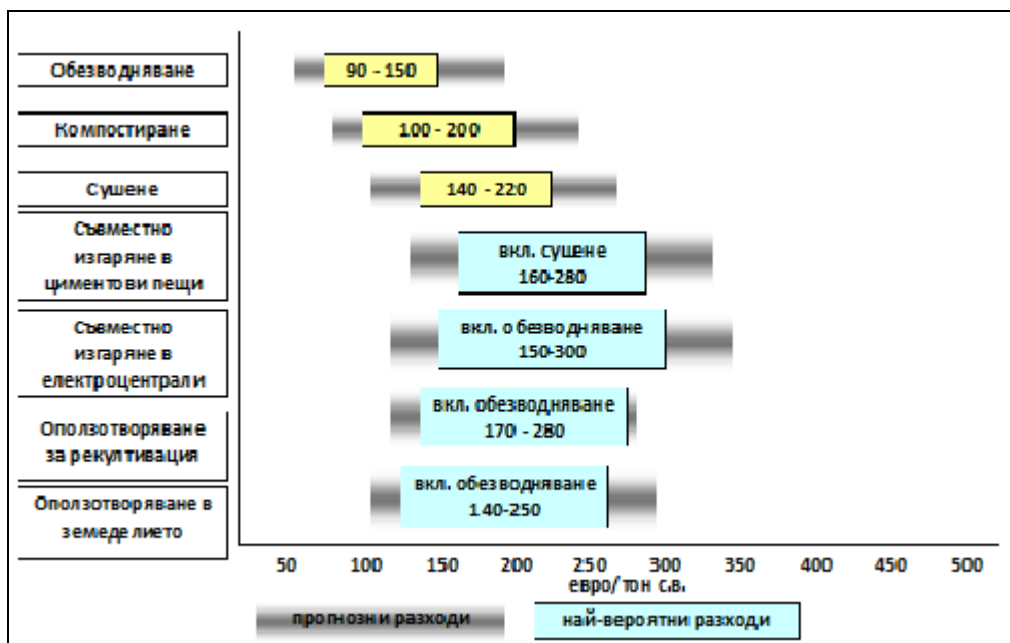 Обезводняване
90 - 150
Компостиране
100 - 200
Сушене
140 - 220
Съвместно
изгаряне в
циментови пещи
вкл. сушене
160-280
Съвместно
изгаряне в
електроцентрали
вкл. обезводняване
150-300
Оползотворяване
за рекултивация
вкл. обезводняване
170 - 280
Оползотворяване в
земеделието
вкл. обезводняване
140-250
50 100 150 200 250 300 350 400 450 500
евро/тон с.в.
прогнозни разходи
най-вероятни разходи